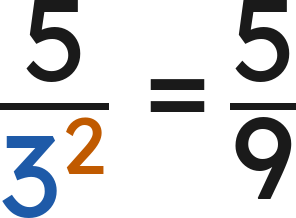 5/3² = 5/9